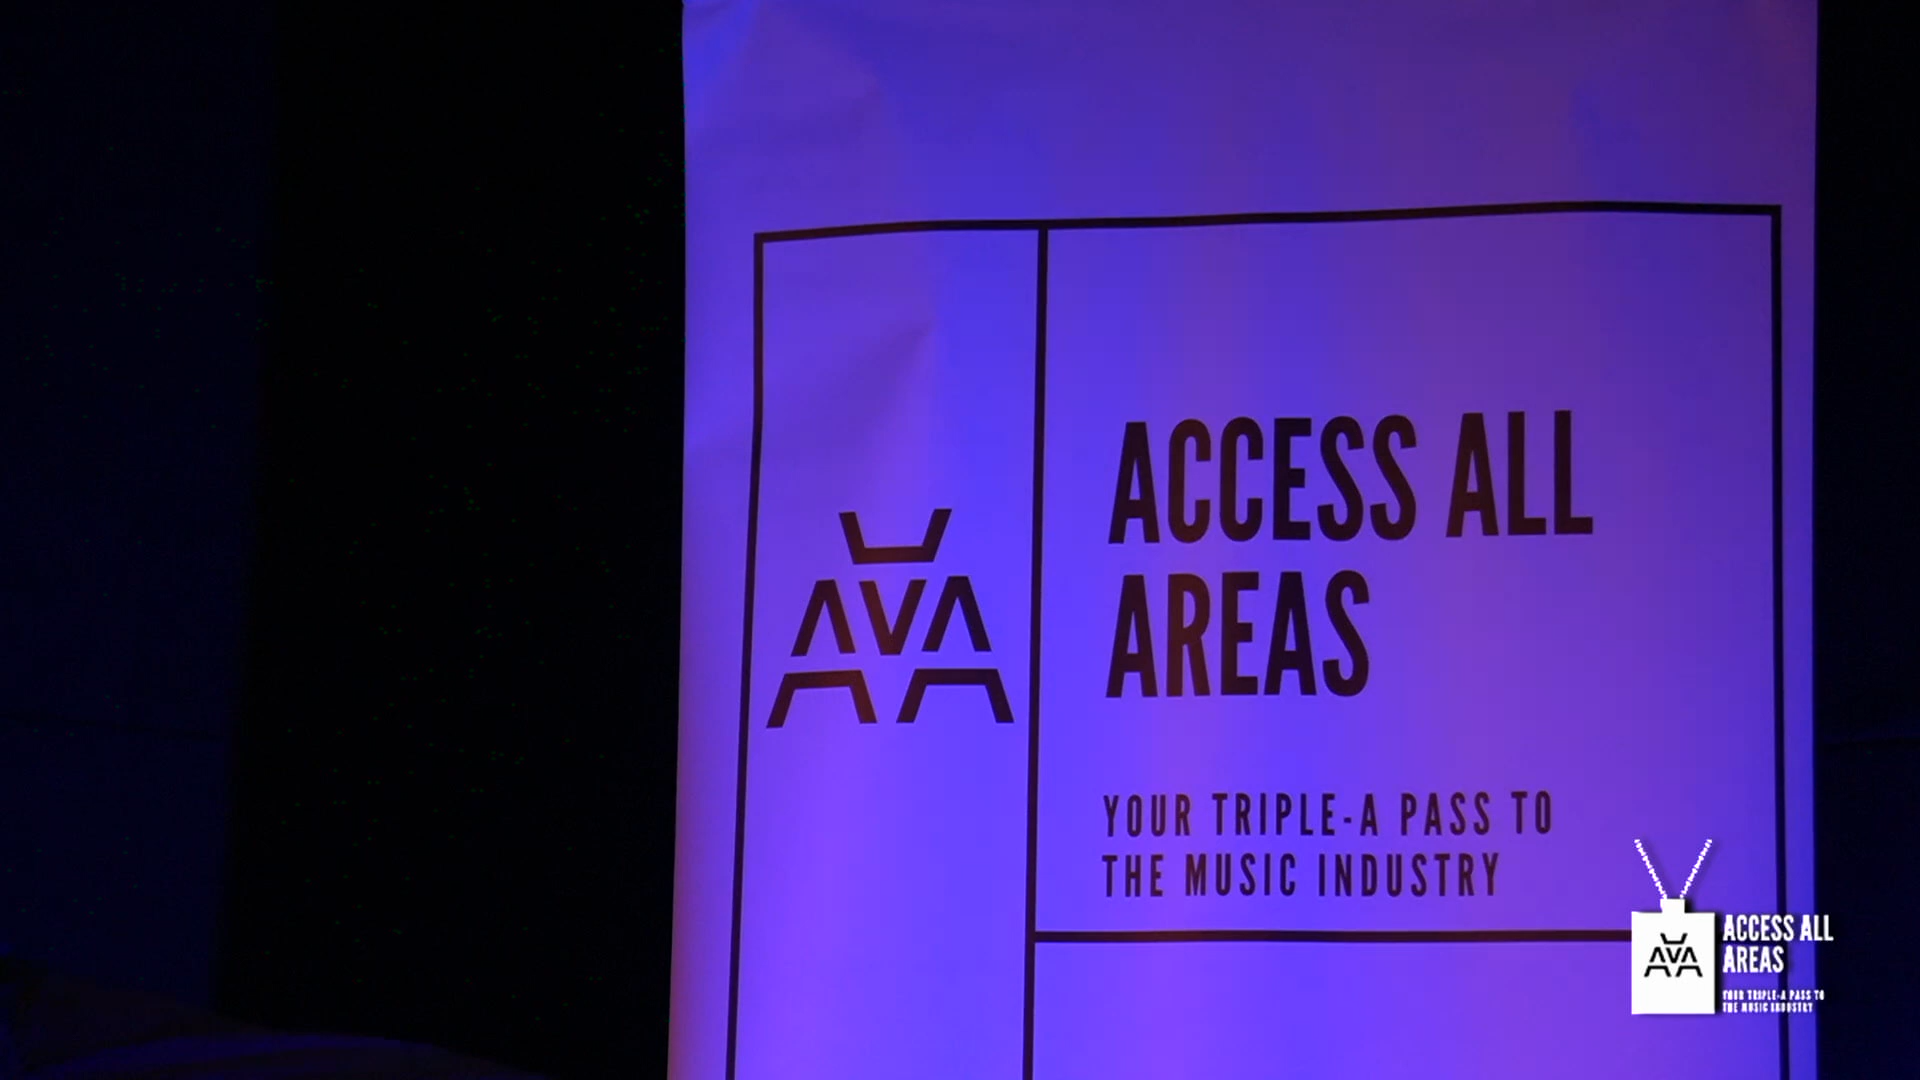 AVA
ACCESS ALL
AREAS
YOUR TRIPLE-A PASS TO
THE MUSIC INDUSTRY
AVA
ACCESS ALL
AREAS
YOUR TRIPLE-A PASS TO
THE MUSIC INDUSTRY